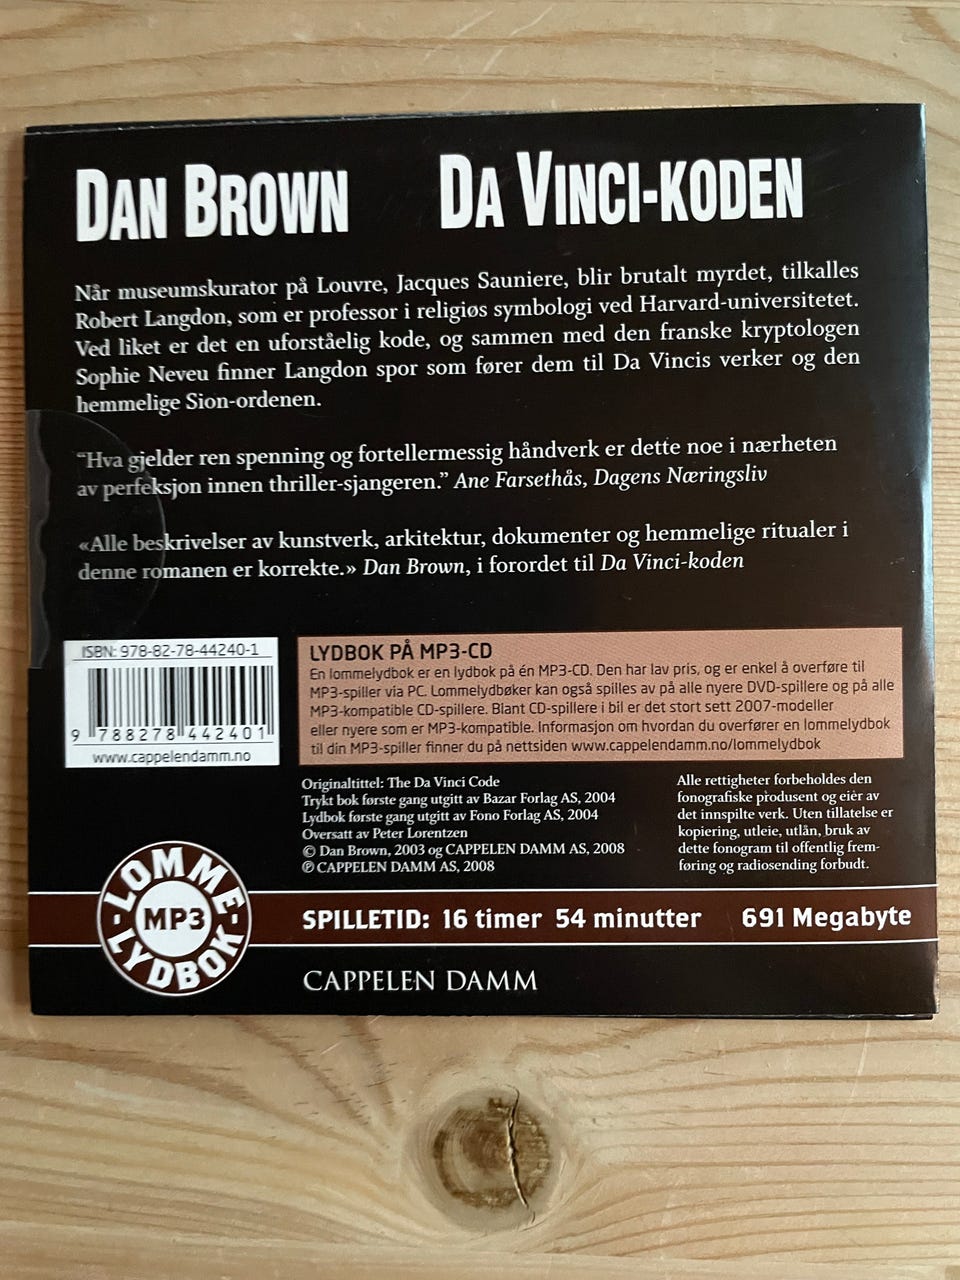 DAN BROWN DA VINCI-KODEN
Når museumskurator på Louvre, Jacques Sauniere, blir brutalt myrdet, tilkalles
Robert Langdon, som er professor i religiøs symbologi ved Harvard-universitetet.
Ved liket er det en uforståelig kode, og sammen med den franske kryptologen
Sophie Neveu finner Langdon spor som fører dem til Da Vincis verker og den
hemmelige Sion-ordenen.
“Hva gjelder ren spenning og fortellermessig håndverk er dette noe i nærheten
av perfeksjon innen thriller-sjangeren.” Ane Farsethås, Dagens Næringsliv
«Alle beskrivelser av kunstverk, arkitektur, dokumenter og hemmelige ritualer i
denne romanen er korrekte.» Dan Brown, i forordet til Da Vinci-koden
ISBN: 978-82-78-44240-1
9 788278 442401
www.cappelendamm.no
LYDBOK PÅ MP3-CD
En lommelydbok er en lydbok på én MP3-CD. Den har lav pris, og er enkel å overføre til
MP3-spiller via PC. Lommelydbøker kan også spilles av på alle nyere DVD-spillere og på alle
MP3-kompatible CD-spillere. Blant CD-spillere i bil er det stort sett 2007-modeller
eller nyere som er MP3-kompatible. Informasjon om hvordan du overfører en lommelydbok
til din MP3-spiller finner du på nettsiden www.cappelendamm.no/lommelydbok
Originaltittel: The Da Vinci Code
Trykt bok første gang utgitt av Bazar Forlag AS, 2004
Lydbok første gang utgitt av Fono Forlag AS, 2004
Oversatt av Peter Lorentzen
© Dan Brown, 2003 og CAPPELEN DAMM AS, 2008
℗ CAPPELEN DAMM AS, 2008
Alle rettigheter forbeholdes den
fonografiske produsent og eier av
det innspilte verk. Uten tillatelse er
kopiering, utleie, utlån, bruk av
dette fonogram til offentlig frem-
føring og radiosending forbudt.
LOMME-
MP3
LYDBOK
SPILLETID: 16 timer 54 minutter 691 Megabyte
CAPPELEN DAMM